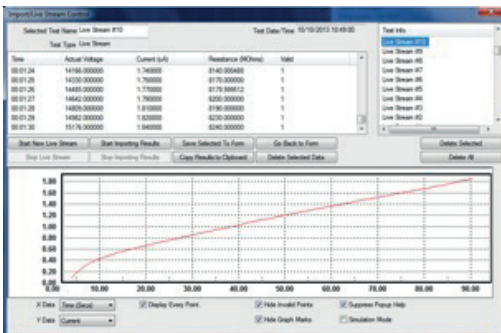 Import/Live Stream Control
Selected Test Name Live Stream #10
Test Date/Time 10/10/2013 10:49:00
Test Type Live Stream
Time Actual Voltage Current (uA) Resistance (MOhms) Valid
00:01:24 14166.000000 1.740000 8140.000488 1
00:01:25 14330.000000 1.750000 8170.000000 1
00:01:26 14485.000000 1.770000 8179.999512 1
00:01:27 14642.000000 1.790000 8200.000000 1
00:01:28 14809.000000 1.810000 8190.000000 1
00:01:29 14982.000000 1.820000 8230.000000 1
00:01:30 15176.000000 1.840000 8240.000000 1
Test Info
Live Stream #10
Live Stream #9
Live Stream #8
Live Stream #7
Live Stream #6
Live Stream #5
Live Stream #4
Live Stream #3
Live Stream #2
Start New Live Stream Start Importing Results Save Selected To Form Go Back to Form Delete Selected
Stop Live Stream Stop Importing Results Copy Results to Clipboard Delete Selected Data Delete All
1.80
1.60
1.40
1.20
1.00
0.80
0.60
0.40
0.20
0.00 10.00 20.00 30.00 40.00 50.00 60.00 70.00 80.00 90.00
X Data Time (Secs) Display Every Point Hide Invalid Points Suppress Popup Help
Y Data Current Hide Graph Marks Simulation Mode